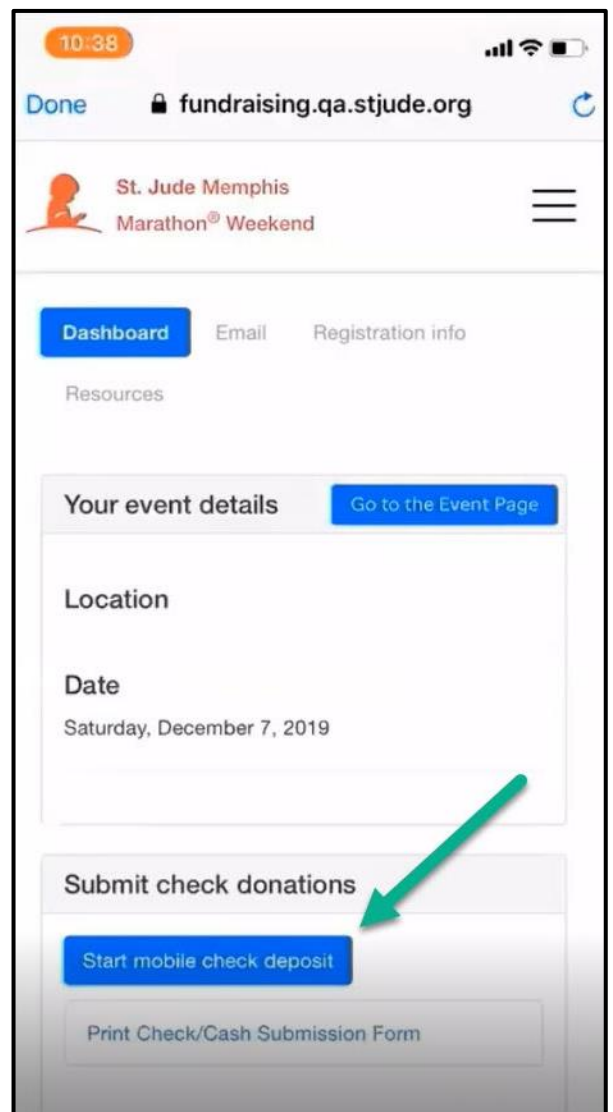 10:38
Done fundraising.qa.stjude.org
St. Jude Memphis
Marathon® Weekend
Dashboard Email Registration info
Resources
Your event details Go to the Event Page
Location
Date
Saturday, December 7, 2019
Submit check donations
Start mobile check deposit
Print Check/Cash Submission Form